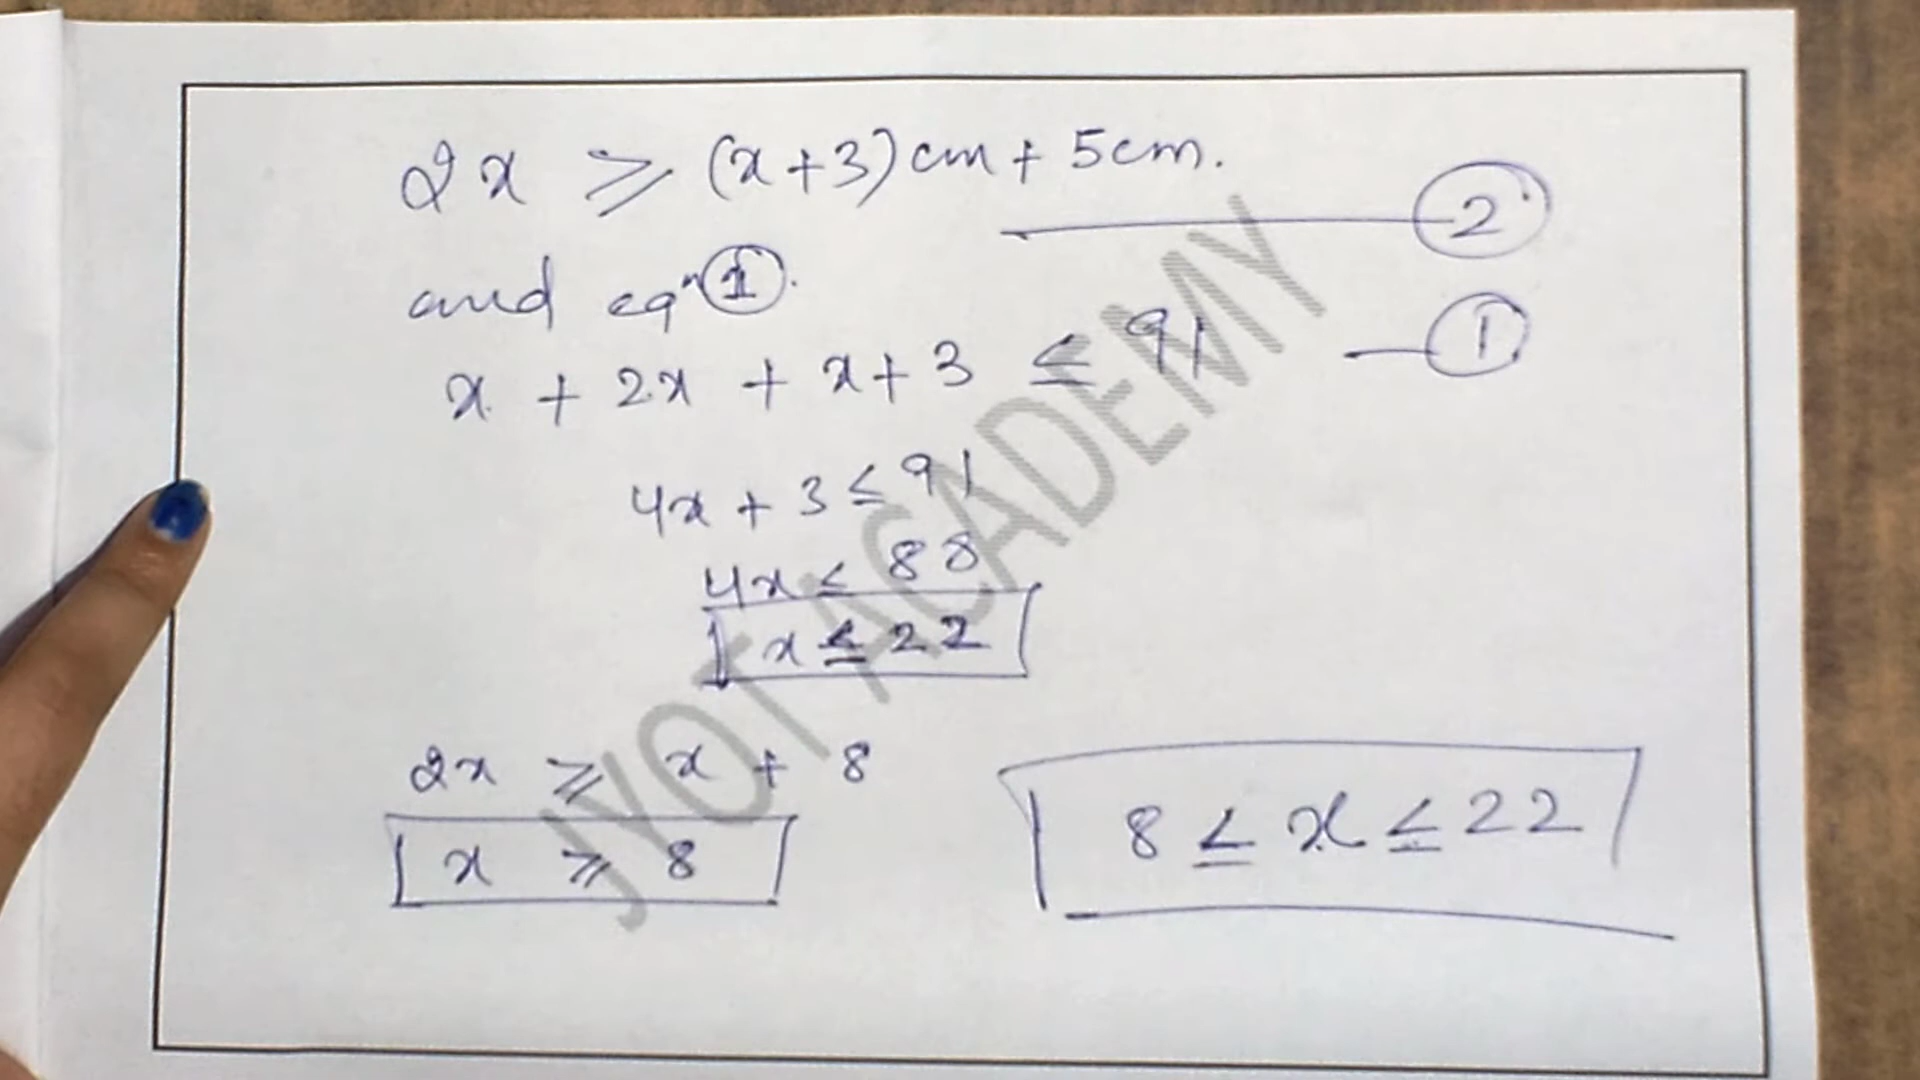 2x ⩾ (x+3)cm + 5cm.
②
and eqⁿ ①.
x + 2x + x + 3 ≤ 91 — ①
4x + 3 ≤ 91
4x ≤ 88
x ≤ 22
2x ⩾ x + 8
x ⩾ 8
8 ≤ x ≤ 22
JYOT ACADEMY